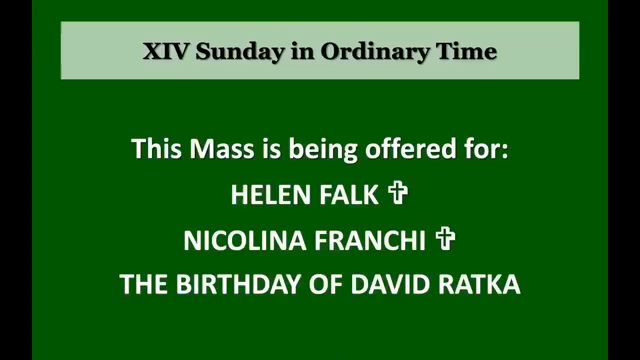 XIV Sunday in Ordinary Time
This Mass is being offered for:
HELEN FALK ✞
NICOLINA FRANCHI ✞
THE BIRTHDAY OF DAVID RATKA